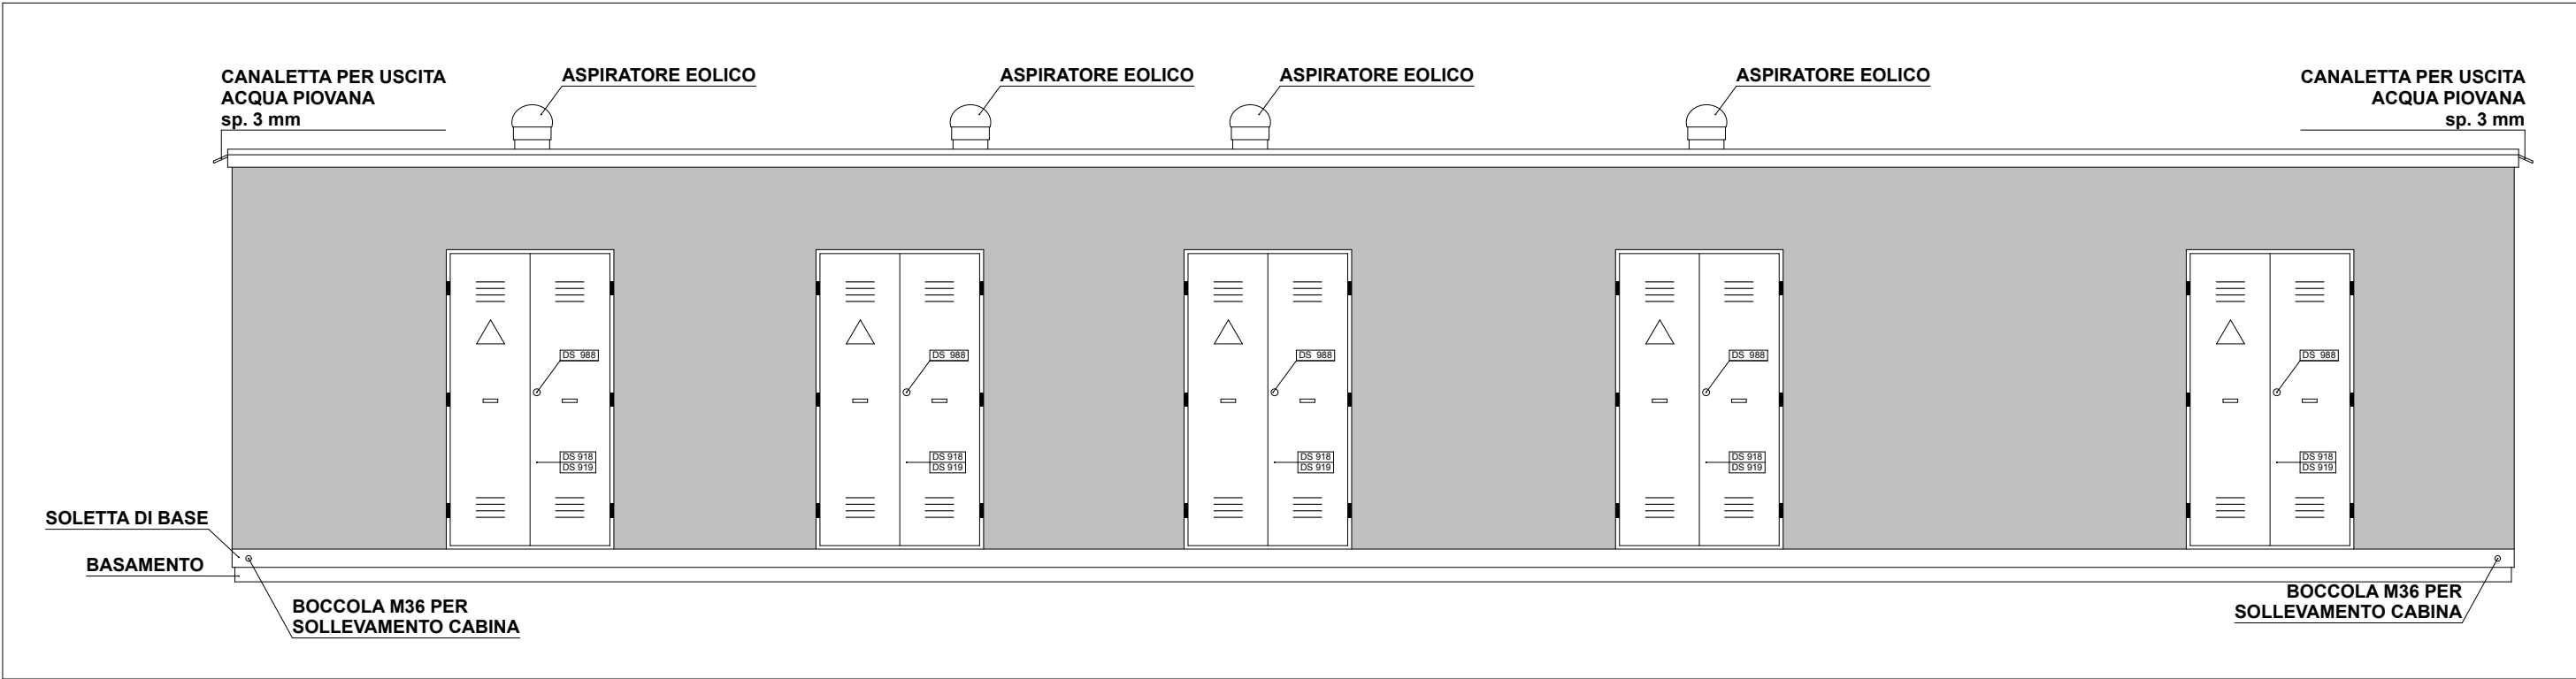 CANALETTA PER USCITA
ACQUA PIOVANA
sp. 3 mm
ASPIRATORE EOLICO
ASPIRATORE EOLICO
ASPIRATORE EOLICO
ASPIRATORE EOLICO
CANALETTA PER USCITA
ACQUA PIOVANA
sp. 3 mm
DS 988
DS 988
DS 988
DS 988
DS 988
DS 918
DS 919
DS 918
DS 919
DS 918
DS 919
DS 918
DS 919
DS 918
DS 919
SOLETTA DI BASE
BASAMENTO
BOCCOLA M36 PER
SOLLEVAMENTO CABINA
BOCCOLA M36 PER
SOLLEVAMENTO CABINA